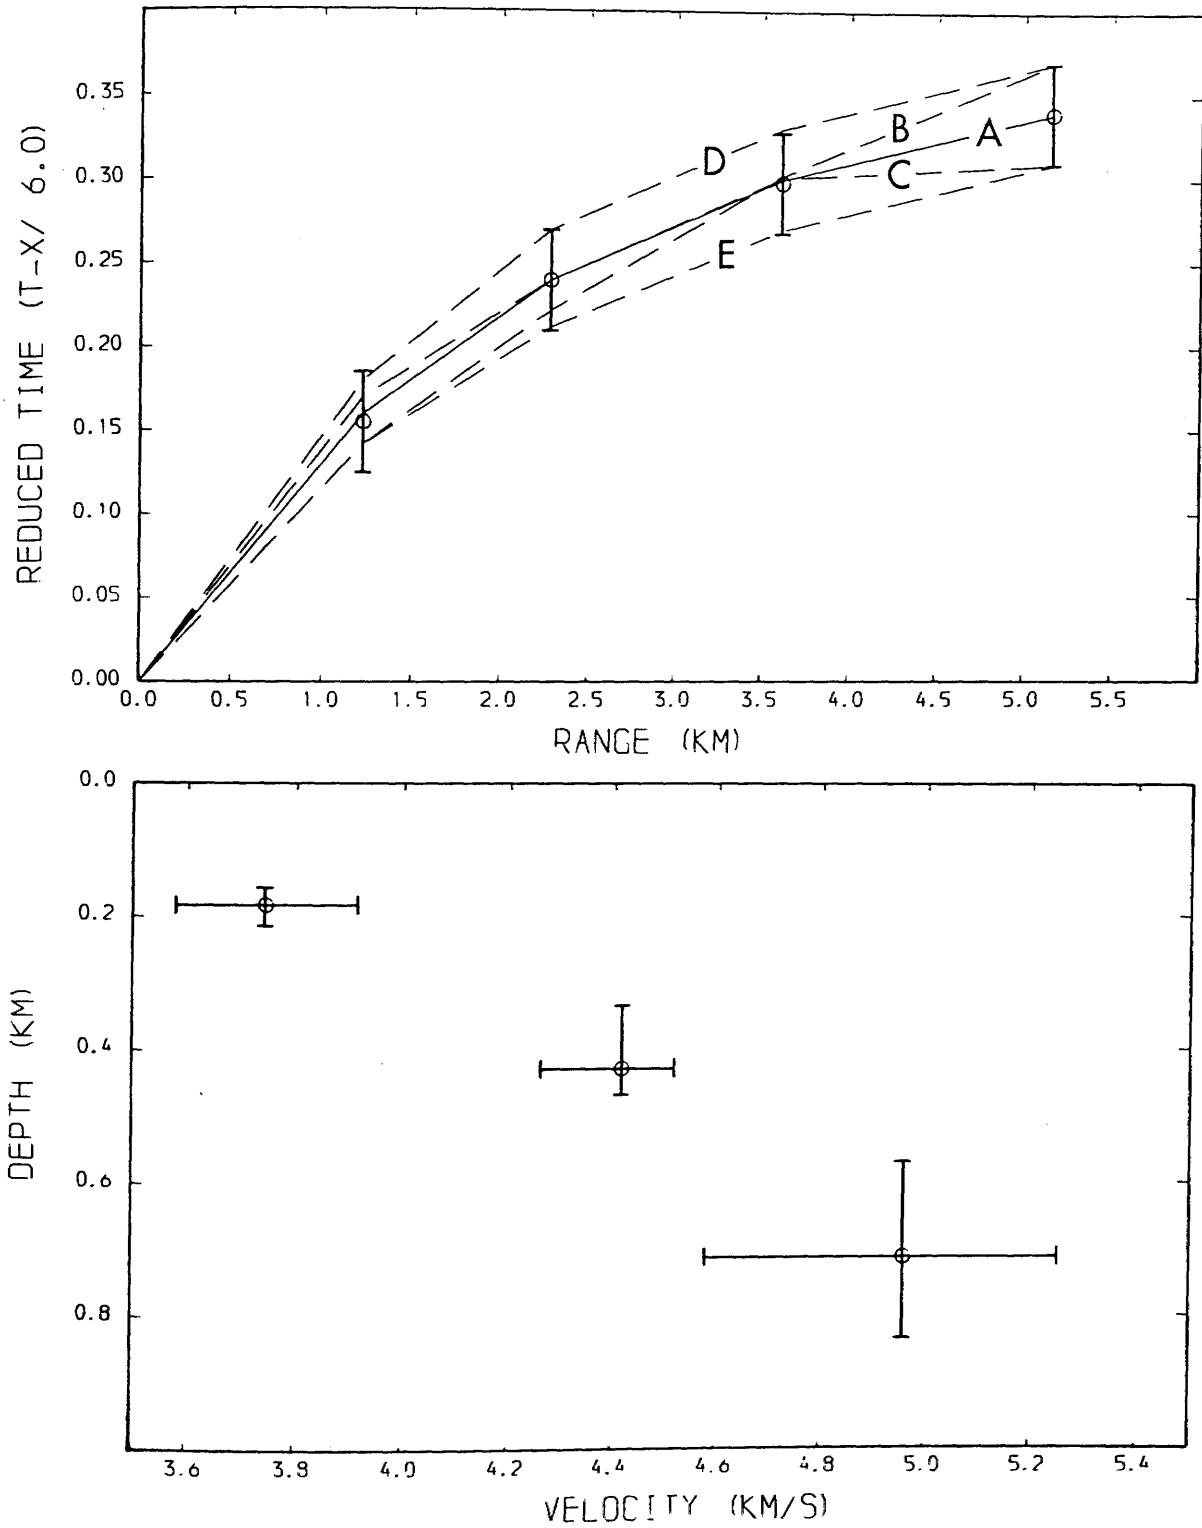 REDUCED TIME (T-X/ 6.0)
0.35
0.30
0.25
0.20
0.15
0.10
0.05
0.00
D
B
A
C
E
0.0 0.5 1.0 1.5 2.0 2.5 3.0 3.5 4.0 4.5 5.0 5.5
RANGE (KM)
DEPTH (KM)
0.0
0.2
0.4
0.6
0.8
3.6 3.8 4.0 4.2 4.4 4.6 4.8 5.0 5.2 5.4
VELOCITY (KM/S)